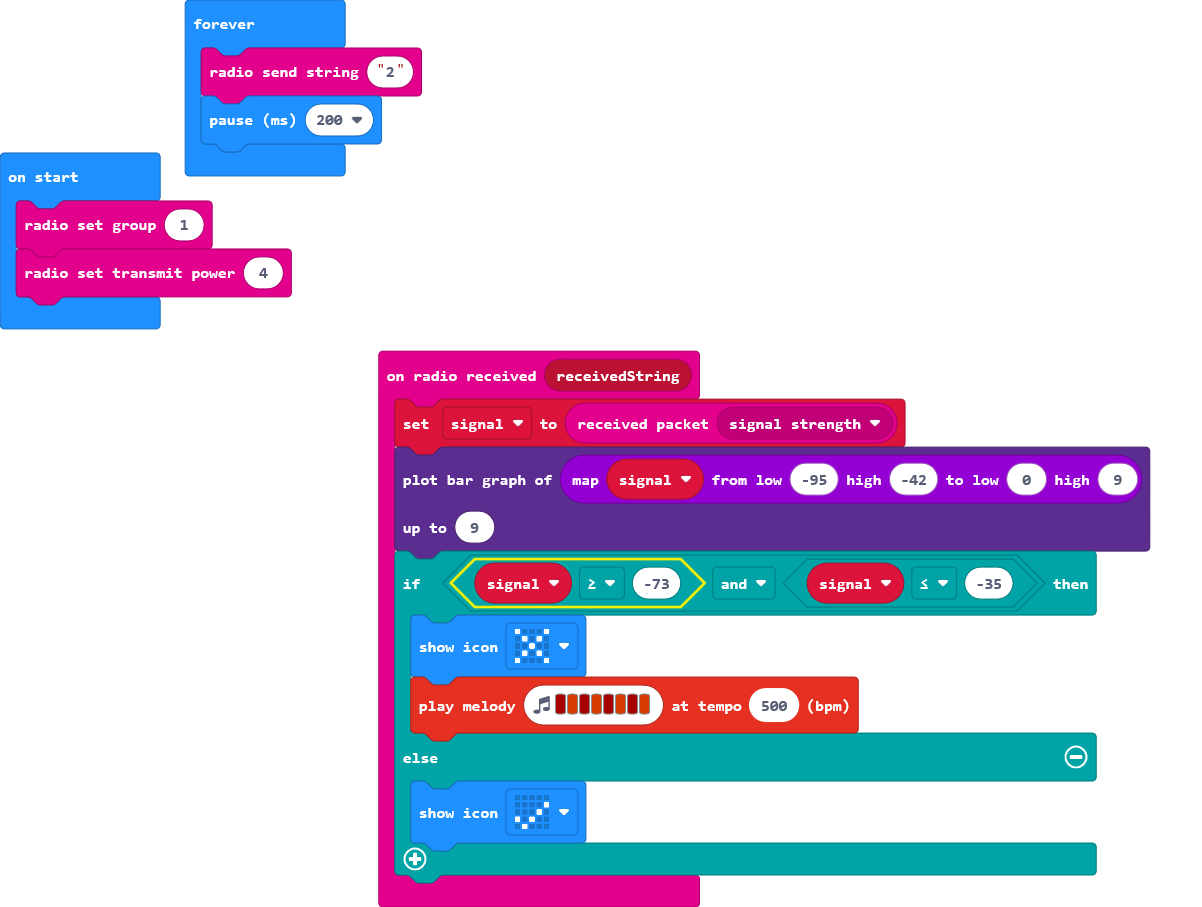 forever
radio send string "2"
pause (ms) 200
on start
radio set group 1
radio set transmit power 4
on radio received receivedString
set signal to received packet signal strength
plot bar graph of map signal from low -95 high -42 to low 0 high 9
up to 9
if signal ≥ -73 and signal ≤ -35 then
show icon
play melody at tempo 500 (bpm)
else
show icon